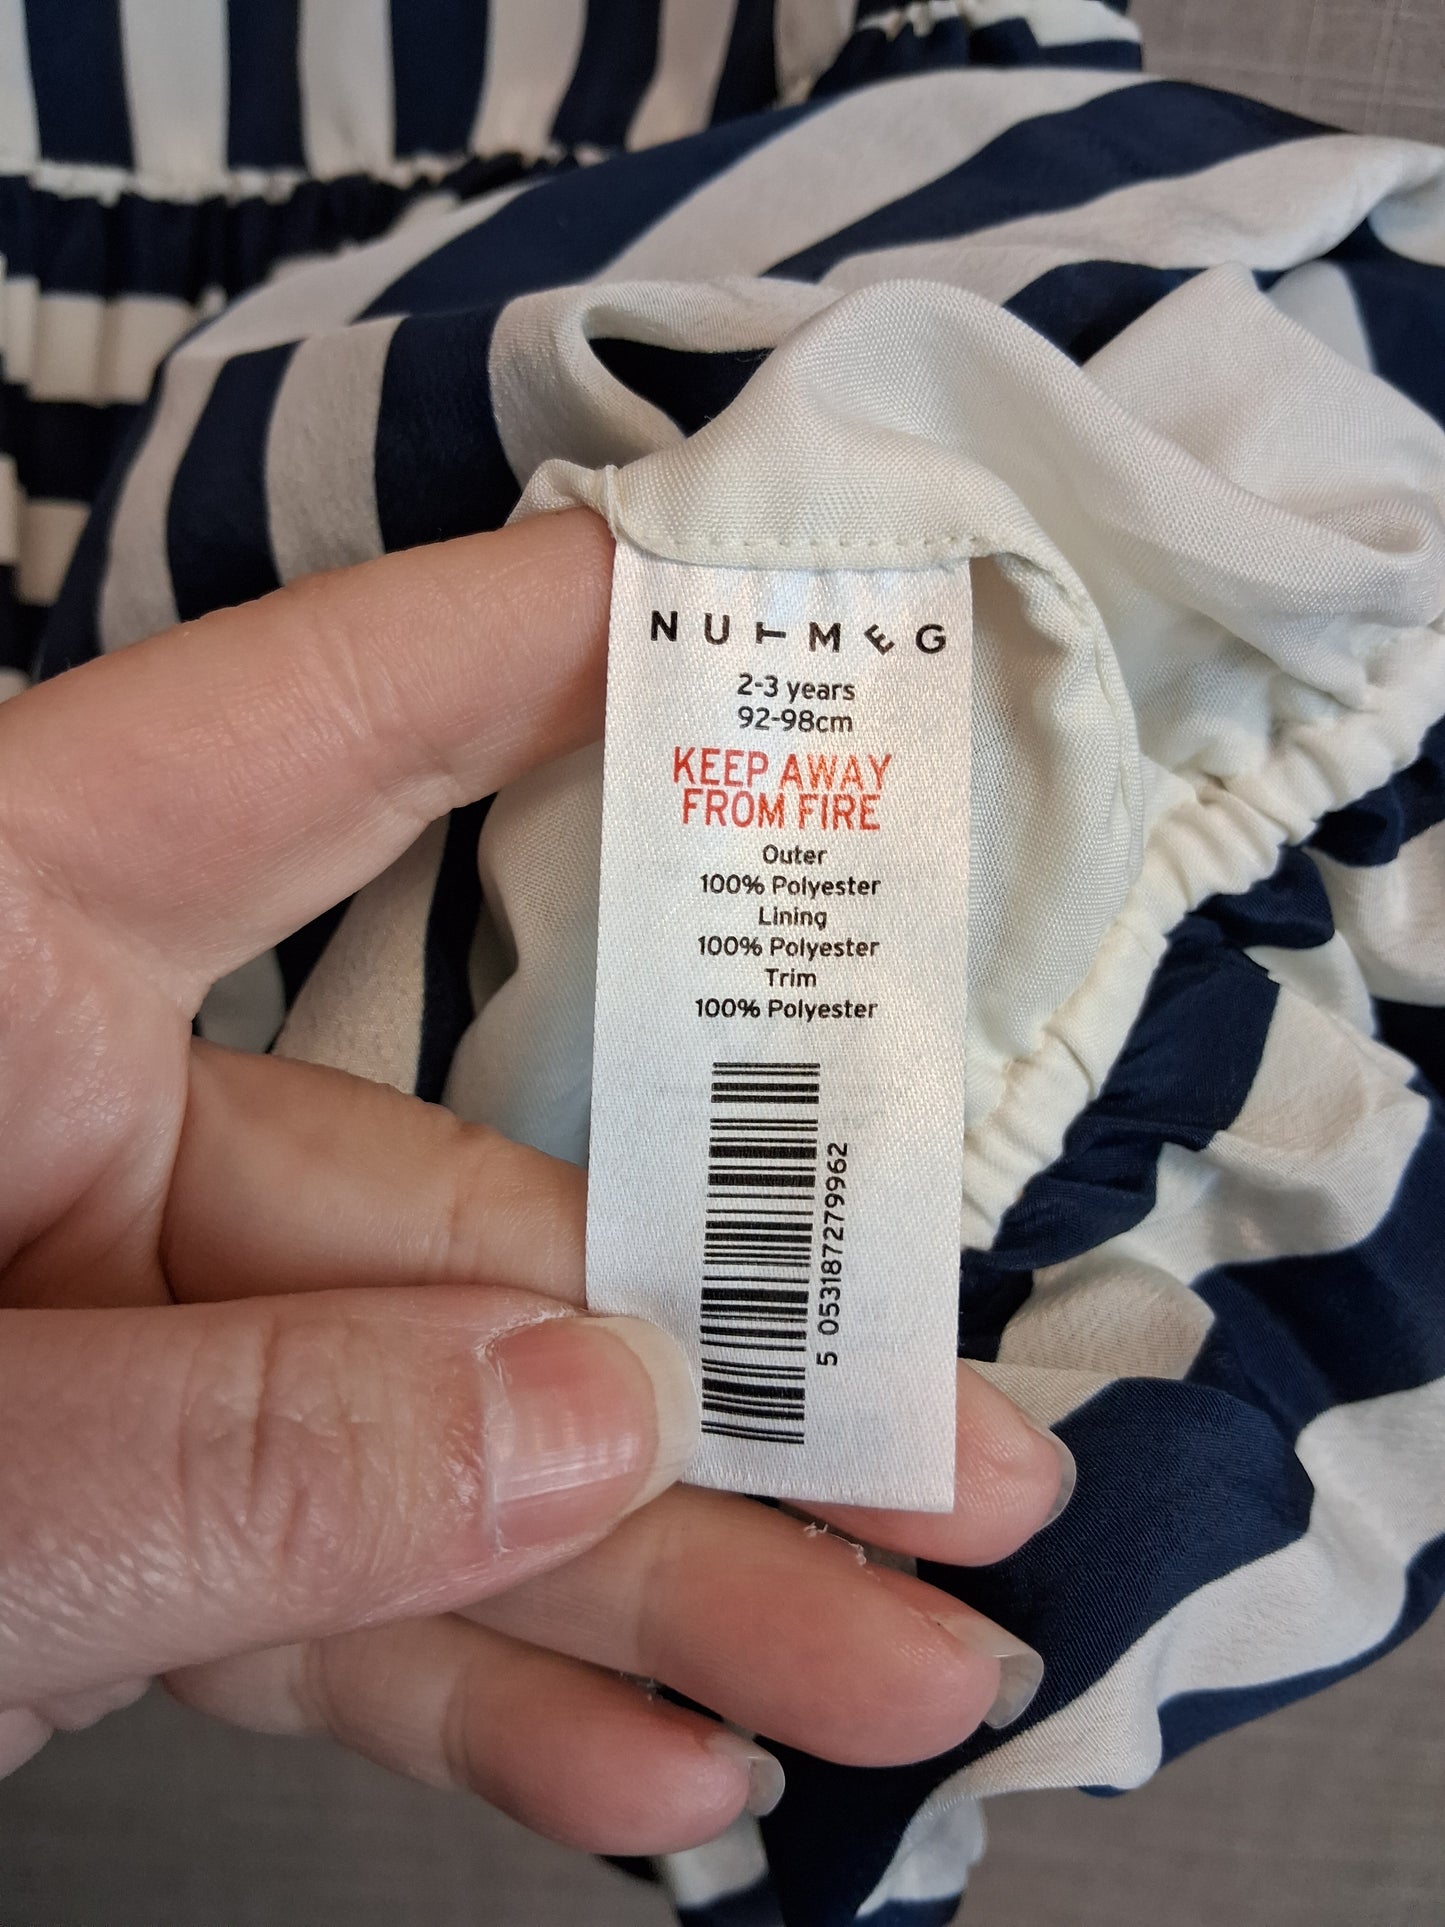 NUTMEG
2-3 years
92-98cm
KEEP AWAY
FROM FIRE
Outer
100% Polyester
Lining
100% Polyester
Trim
100% Polyester
5 053187279962